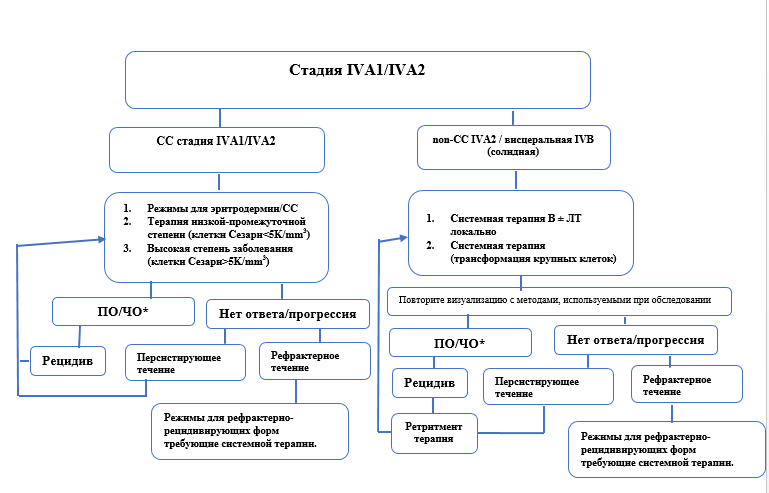 Стадия IVA1/IVA2
СС стадия IVA1/IVA2
non-CC IVA2 / висцеральная IVB
(солидная)
1. Режимы для эритродермии/СС
2. Терапия низкой-промежуточной
степени (клетки Сезари<5K/mm³)
3. Высокая степень заболевания
(клетки Сезари>5K/mm³)
1. Системная терапия В ± ЛТ
локально
2. Системная терапия
(трансформация крупных клеток)
ПО/ЧО*
Нет ответа/прогрессия
Рецидив
Персистирующее
течение
Рефрактерное
течение
Режимы для рефрактерно-
рецидивирующих форм
требующие системной терапии.
Повторите визуализацию с методами, используемыми при обследовании
ПО/ЧО*
Нет ответа/прогрессия
Рецидив
Персистирующее
течение
Рефрактерное
течение
Ретритмент
терапия
Режимы для рефрактерно-
рецидивирующих форм
требующие системной терапии.